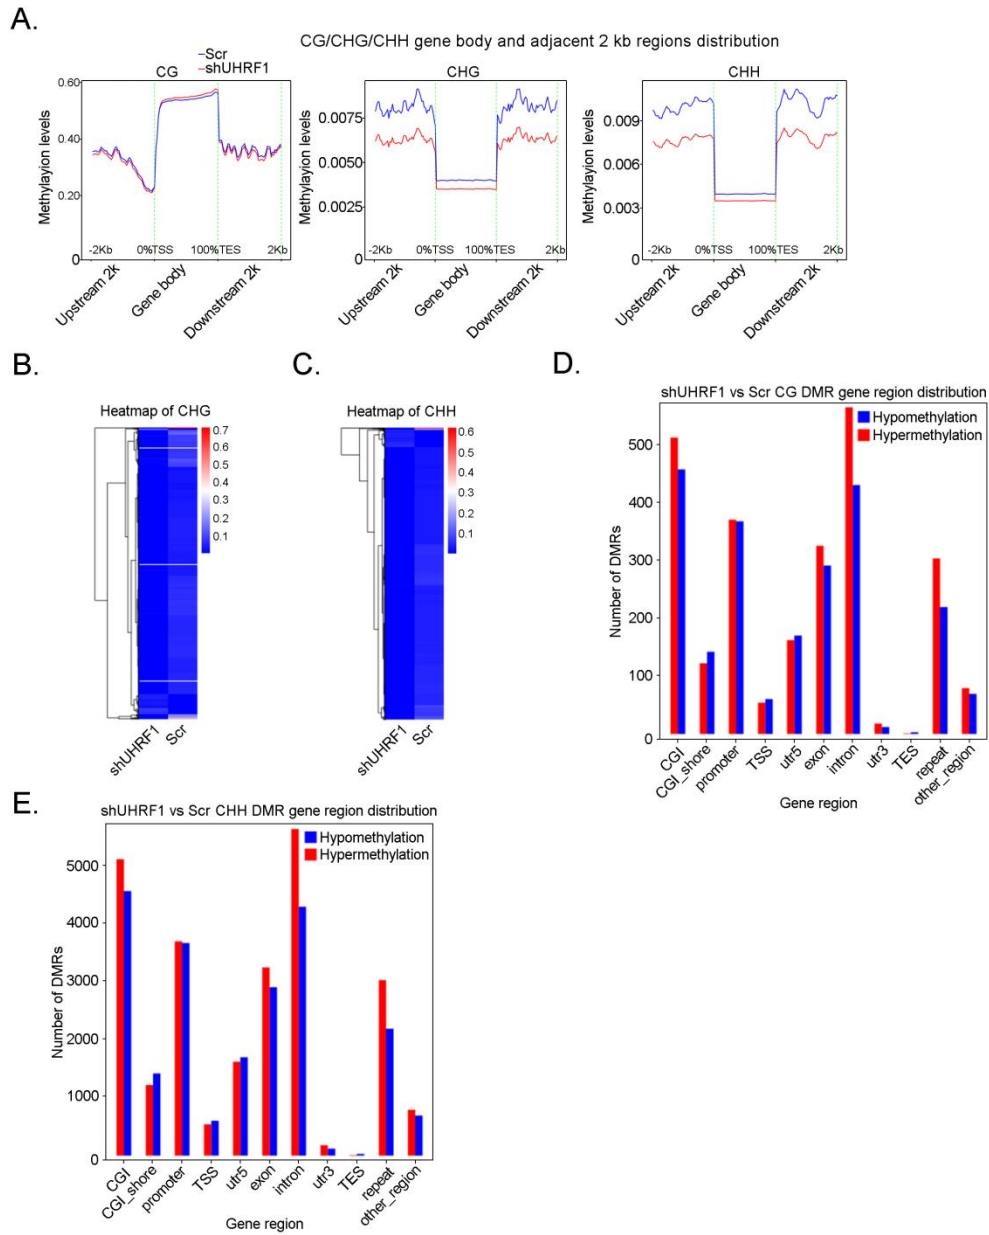 A.
CG/CHG/CHH gene body and adjacent 2 kb regions distribution
Scr
shUHRF1
CG
CHG
CHH
Methylayion levels
0.60
0.40
0.20
0
-2Kb 0%TSS 100%TES 2Kb
Upstream 2k
Gene body
Downstream 2k
Methylayion levels
0.0075
0.0050
0.0025
0
-2Kb 0%TSS 100%TES 2Kb
Upstream 2k
Gene body
Downstream 2k
Methylayion levels
0.009
0.006
0.003
0
-2Kb 0%TSS 100%TES 2Kb
Upstream 2k
Gene body
Downstream 2k
B.
Heatmap of CHG
0.7
0.6
0.5
0.4
0.3
0.2
0.1
shUHRF1
Scr
C.
Heatmap of CHH
0.6
0.5
0.4
0.3
0.2
0.1
shUHRF1
Scr
D.
shUHRF1 vs Scr CG DMR gene region distribution
Hypomethylation
Hypermethylation
Number of DMRs
500
400
300
200
100
0
CGI
CGI_shore
promoter
TSS
utr5
exon
intron
utr3
TES
repeat
other_region
Gene region
E.
shUHRF1 vs Scr CHH DMR gene region distribution
Hypomethylation
Hypermethylation
Number of DMRs
5000
4000
3000
2000
1000
0
CGI
CGI_shore
promoter
TSS
utr5
exon
intron
utr3
TES
repeat
other_region
Gene region